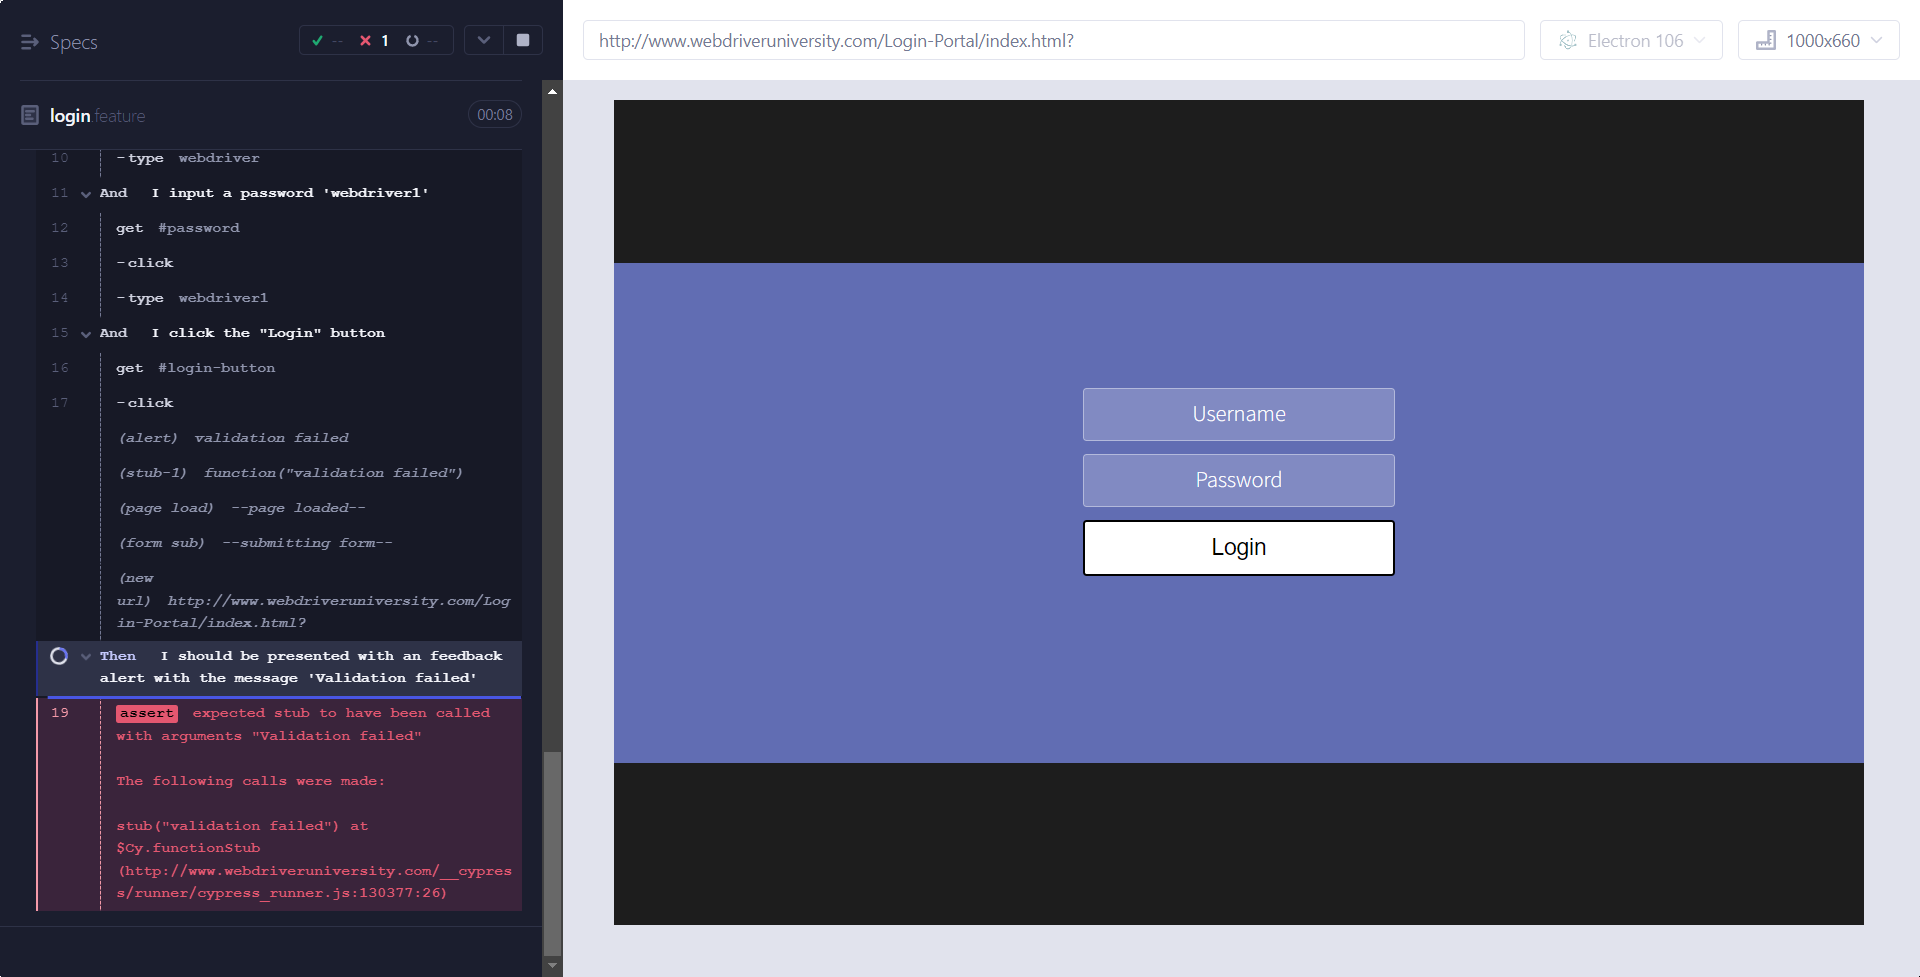 Specs
-- 1 --
login.feature 00:08
10 -type webdriver
11 And I input a password 'webdriver1'
12 get #password
13 -click
14 -type webdriver1
15 And I click the "Login" button
16 get #login-button
17 -click
(alert) validation failed
(stub-1) function("validation failed")
(page load) --page loaded--
(form sub) --submitting form--
(new
url) http://www.webdriveruniversity.com/Log
in-Portal/index.html?
Then I should be presented with an feedback
alert with the message 'Validation failed'
19 assert expected stub to have been called
with arguments "Validation failed"
The following calls were made:
stub("validation failed") at
$Cy.functionStub
(http://www.webdriveruniversity.com/__cypres
s/runner/cypress_runner.js:130377:26)
http://www.webdriveruniversity.com/Login-Portal/index.html?
Electron 106
1000x660
Username
Password
Login